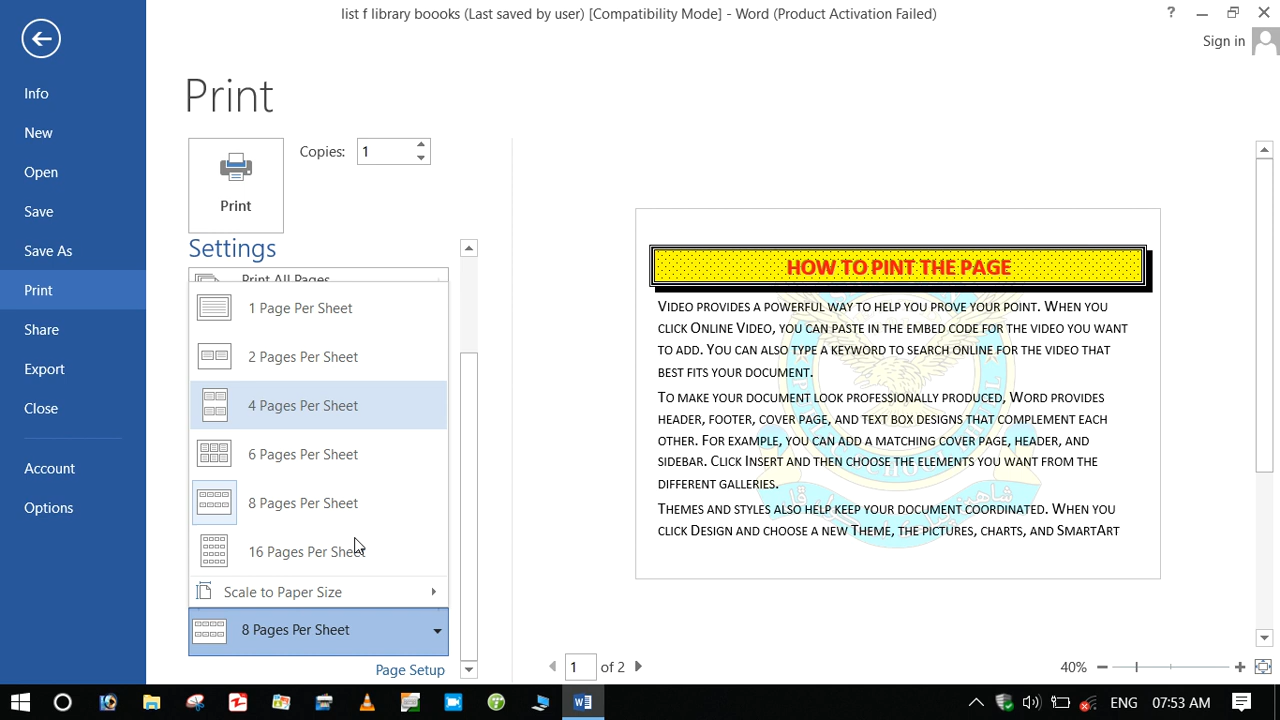 list f library boooks (Last saved by user) [Compatibility Mode] - Word (Product Activation Failed)
?
Sign in
Info
New
Open
Save
Save As
Print
Share
Export
Close
Account
Options
Print
Print
Copies: 1
Settings
Print All Pages
1 Page Per Sheet
2 Pages Per Sheet
4 Pages Per Sheet
6 Pages Per Sheet
8 Pages Per Sheet
16 Pages Per Sheet
Scale to Paper Size
8 Pages Per Sheet
Page Setup
HOW TO PINT THE PAGE
VIDEO PROVIDES A POWERFUL WAY TO HELP YOU PROVE YOUR POINT. WHEN YOU
CLICK ONLINE VIDEO, YOU CAN PASTE IN THE EMBED CODE FOR THE VIDEO YOU WANT
TO ADD. YOU CAN ALSO TYPE A KEYWORD TO SEARCH ONLINE FOR THE VIDEO THAT
BEST FITS YOUR DOCUMENT.
TO MAKE YOUR DOCUMENT LOOK PROFESSIONALLY PRODUCED, WORD PROVIDES
HEADER, FOOTER, COVER PAGE, AND TEXT BOX DESIGNS THAT COMPLEMENT EACH
OTHER. FOR EXAMPLE, YOU CAN ADD A MATCHING COVER PAGE, HEADER, AND
SIDEBAR. CLICK INSERT AND THEN CHOOSE THE ELEMENTS YOU WANT FROM THE
DIFFERENT GALLERIES.
THEMES AND STYLES ALSO HELP KEEP YOUR DOCUMENT COORDINATED. WHEN YOU
CLICK DESIGN AND CHOOSE A NEW THEME, THE PICTURES, CHARTS, AND SMARTART
1 of 2
40%
ENG 07:53 AM